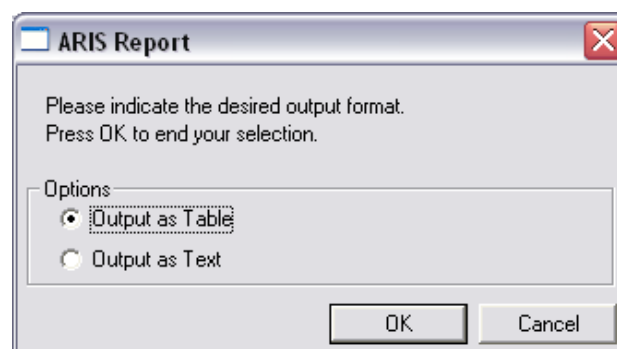 ARIS Report
Please indicate the desired output format.
Press OK to end your selection.
Options
Output as Table
Output as Text
OK
Cancel